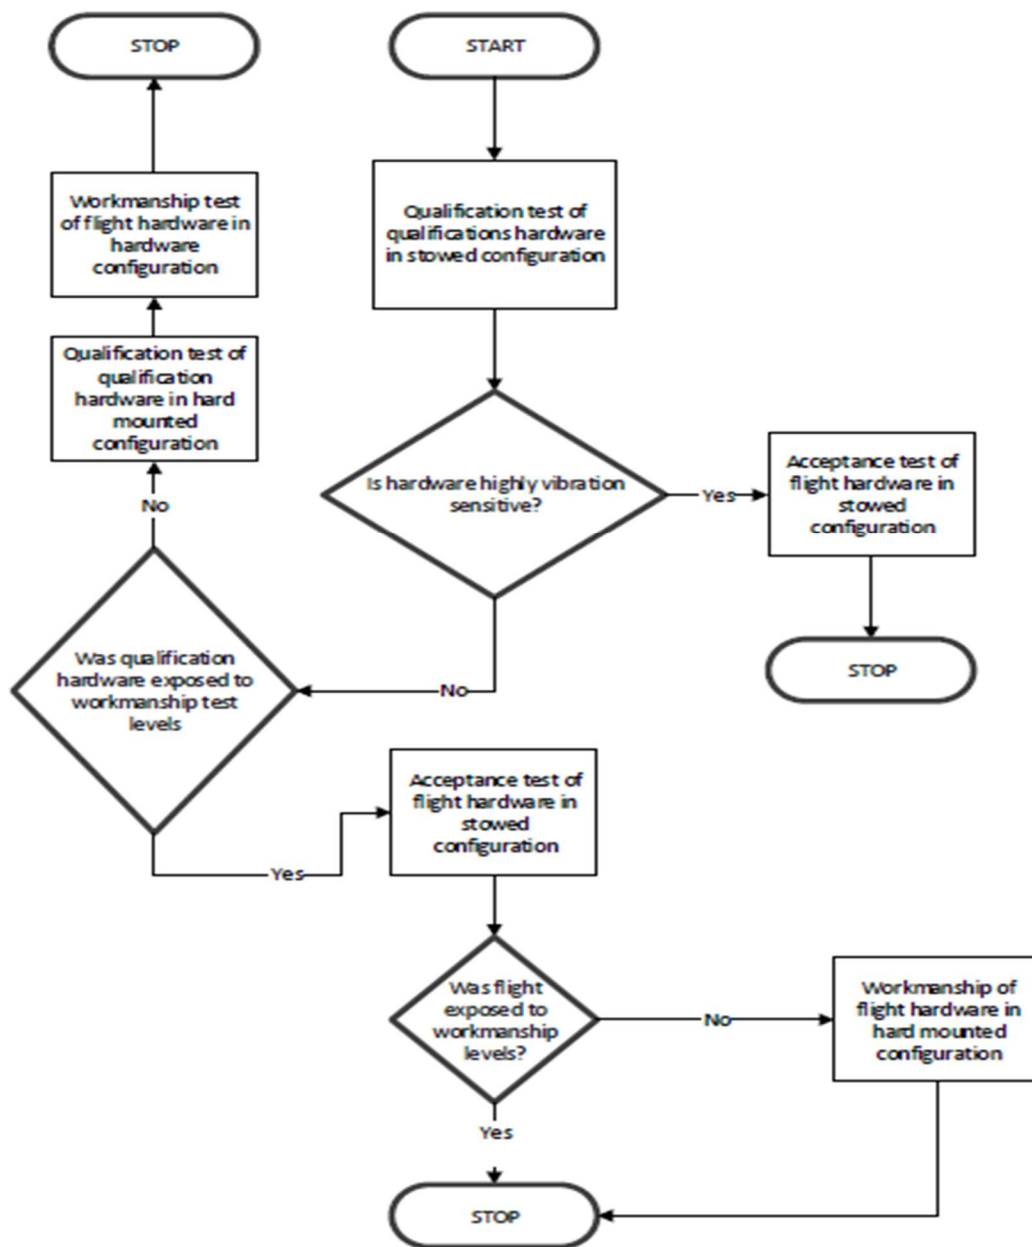 STOP
START
Workmanship test
of flight hardware in
hardware
configuration
Qualification test of
qualifications hardware
in stowed configuration
Qualification test of
qualification
hardware in hard
mounted
configuration
Is hardware highly vibration
sensitive?
Yes
Acceptance test of
flight hardware in
stowed
configuration
No
Was qualification
hardware exposed to
workmanship test
levels
No
STOP
Acceptance test of
flight hardware in
stowed
configuration
Yes
Was flight
exposed to
workmanship
levels?
No
Workmanship of
flight hardware in
hard mounted
configuration
Yes
STOP